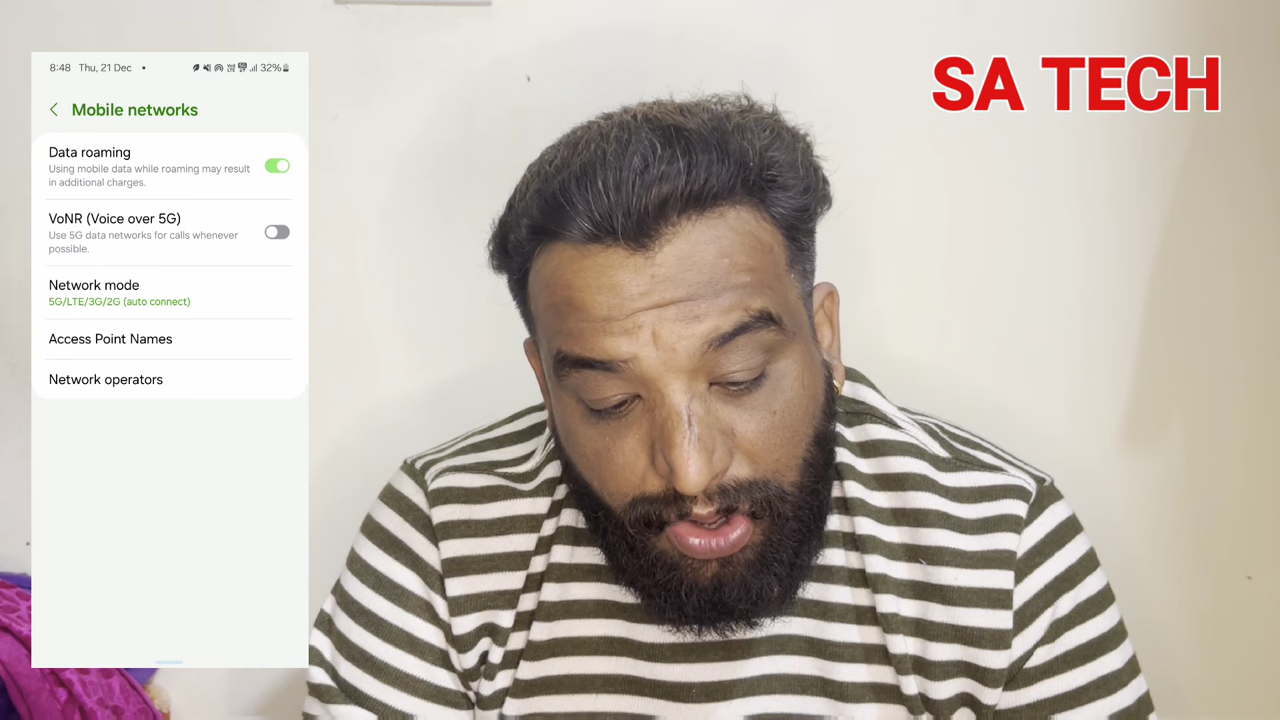 8:48 Thu, 21 Dec • 32%
SA TECH
Mobile networks
Data roaming
Using mobile data while roaming may result
in additional charges.
VoNR (Voice over 5G)
Use 5G data networks for calls whenever
possible.
Network mode
5G/LTE/3G/2G (auto connect)
Access Point Names
Network operators